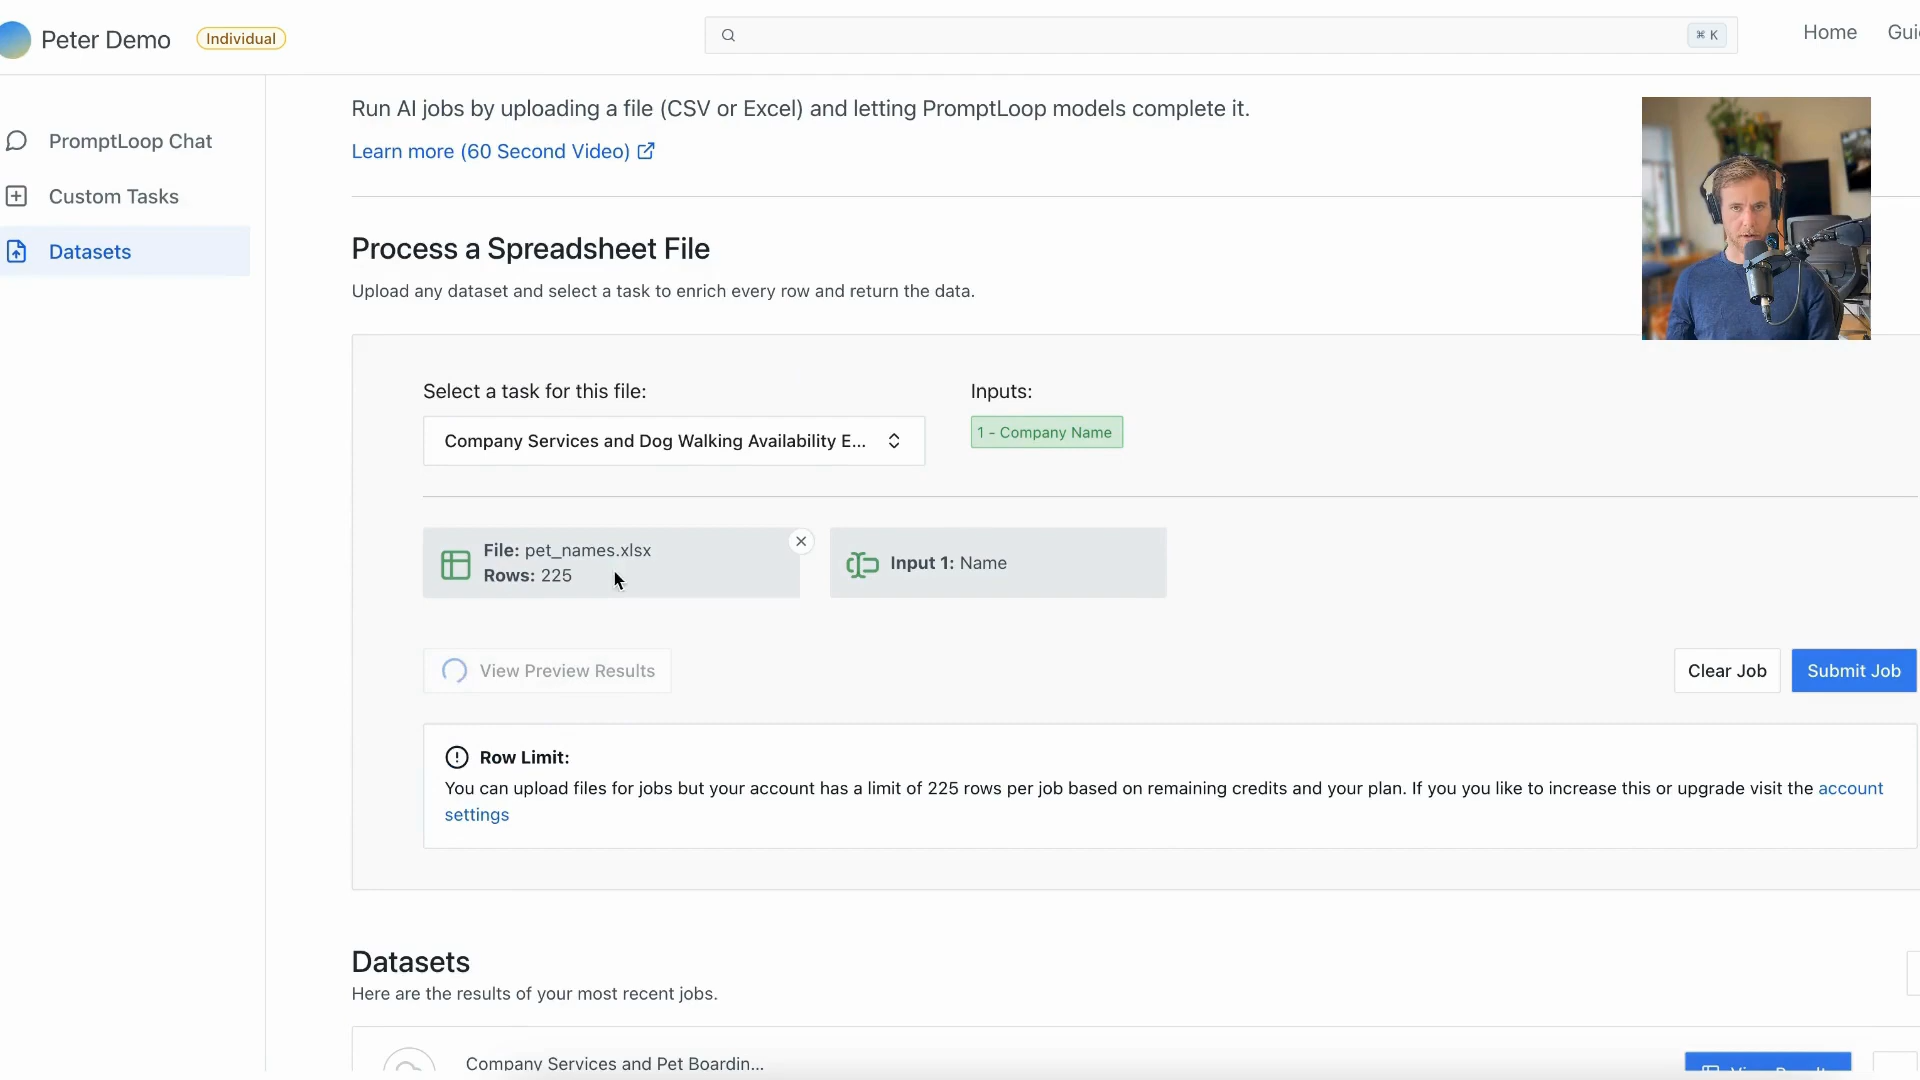 Peter Demo
Individual
⌘ K
Home
Gui
PromptLoop Chat
Custom Tasks
Datasets
Run AI jobs by uploading a file (CSV or Excel) and letting PromptLoop models complete it.
Learn more (60 Second Video)
Process a Spreadsheet File
Upload any dataset and select a task to enrich every row and return the data.
Select a task for this file:
Inputs:
Company Services and Dog Walking Availability E...
1 - Company Name
File: pet_names.xlsx
Rows: 225
Input 1: Name
View Preview Results
Clear Job
Submit Job
Row Limit:
You can upload files for jobs but your account has a limit of 225 rows per job based on remaining credits and your plan. If you you like to increase this or upgrade visit the account
settings
Datasets
Here are the results of your most recent jobs.
Company Services and Pet Boardin...